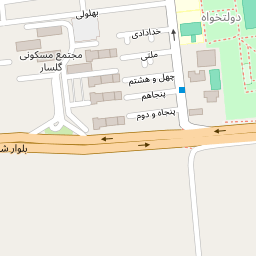 بهلولی
دولتخواه
خدادادی
مجتمع مسکونی
گلسار
ملتی
چهل و هشتم
پنجاهم
پنجاه و دوم
بلوار